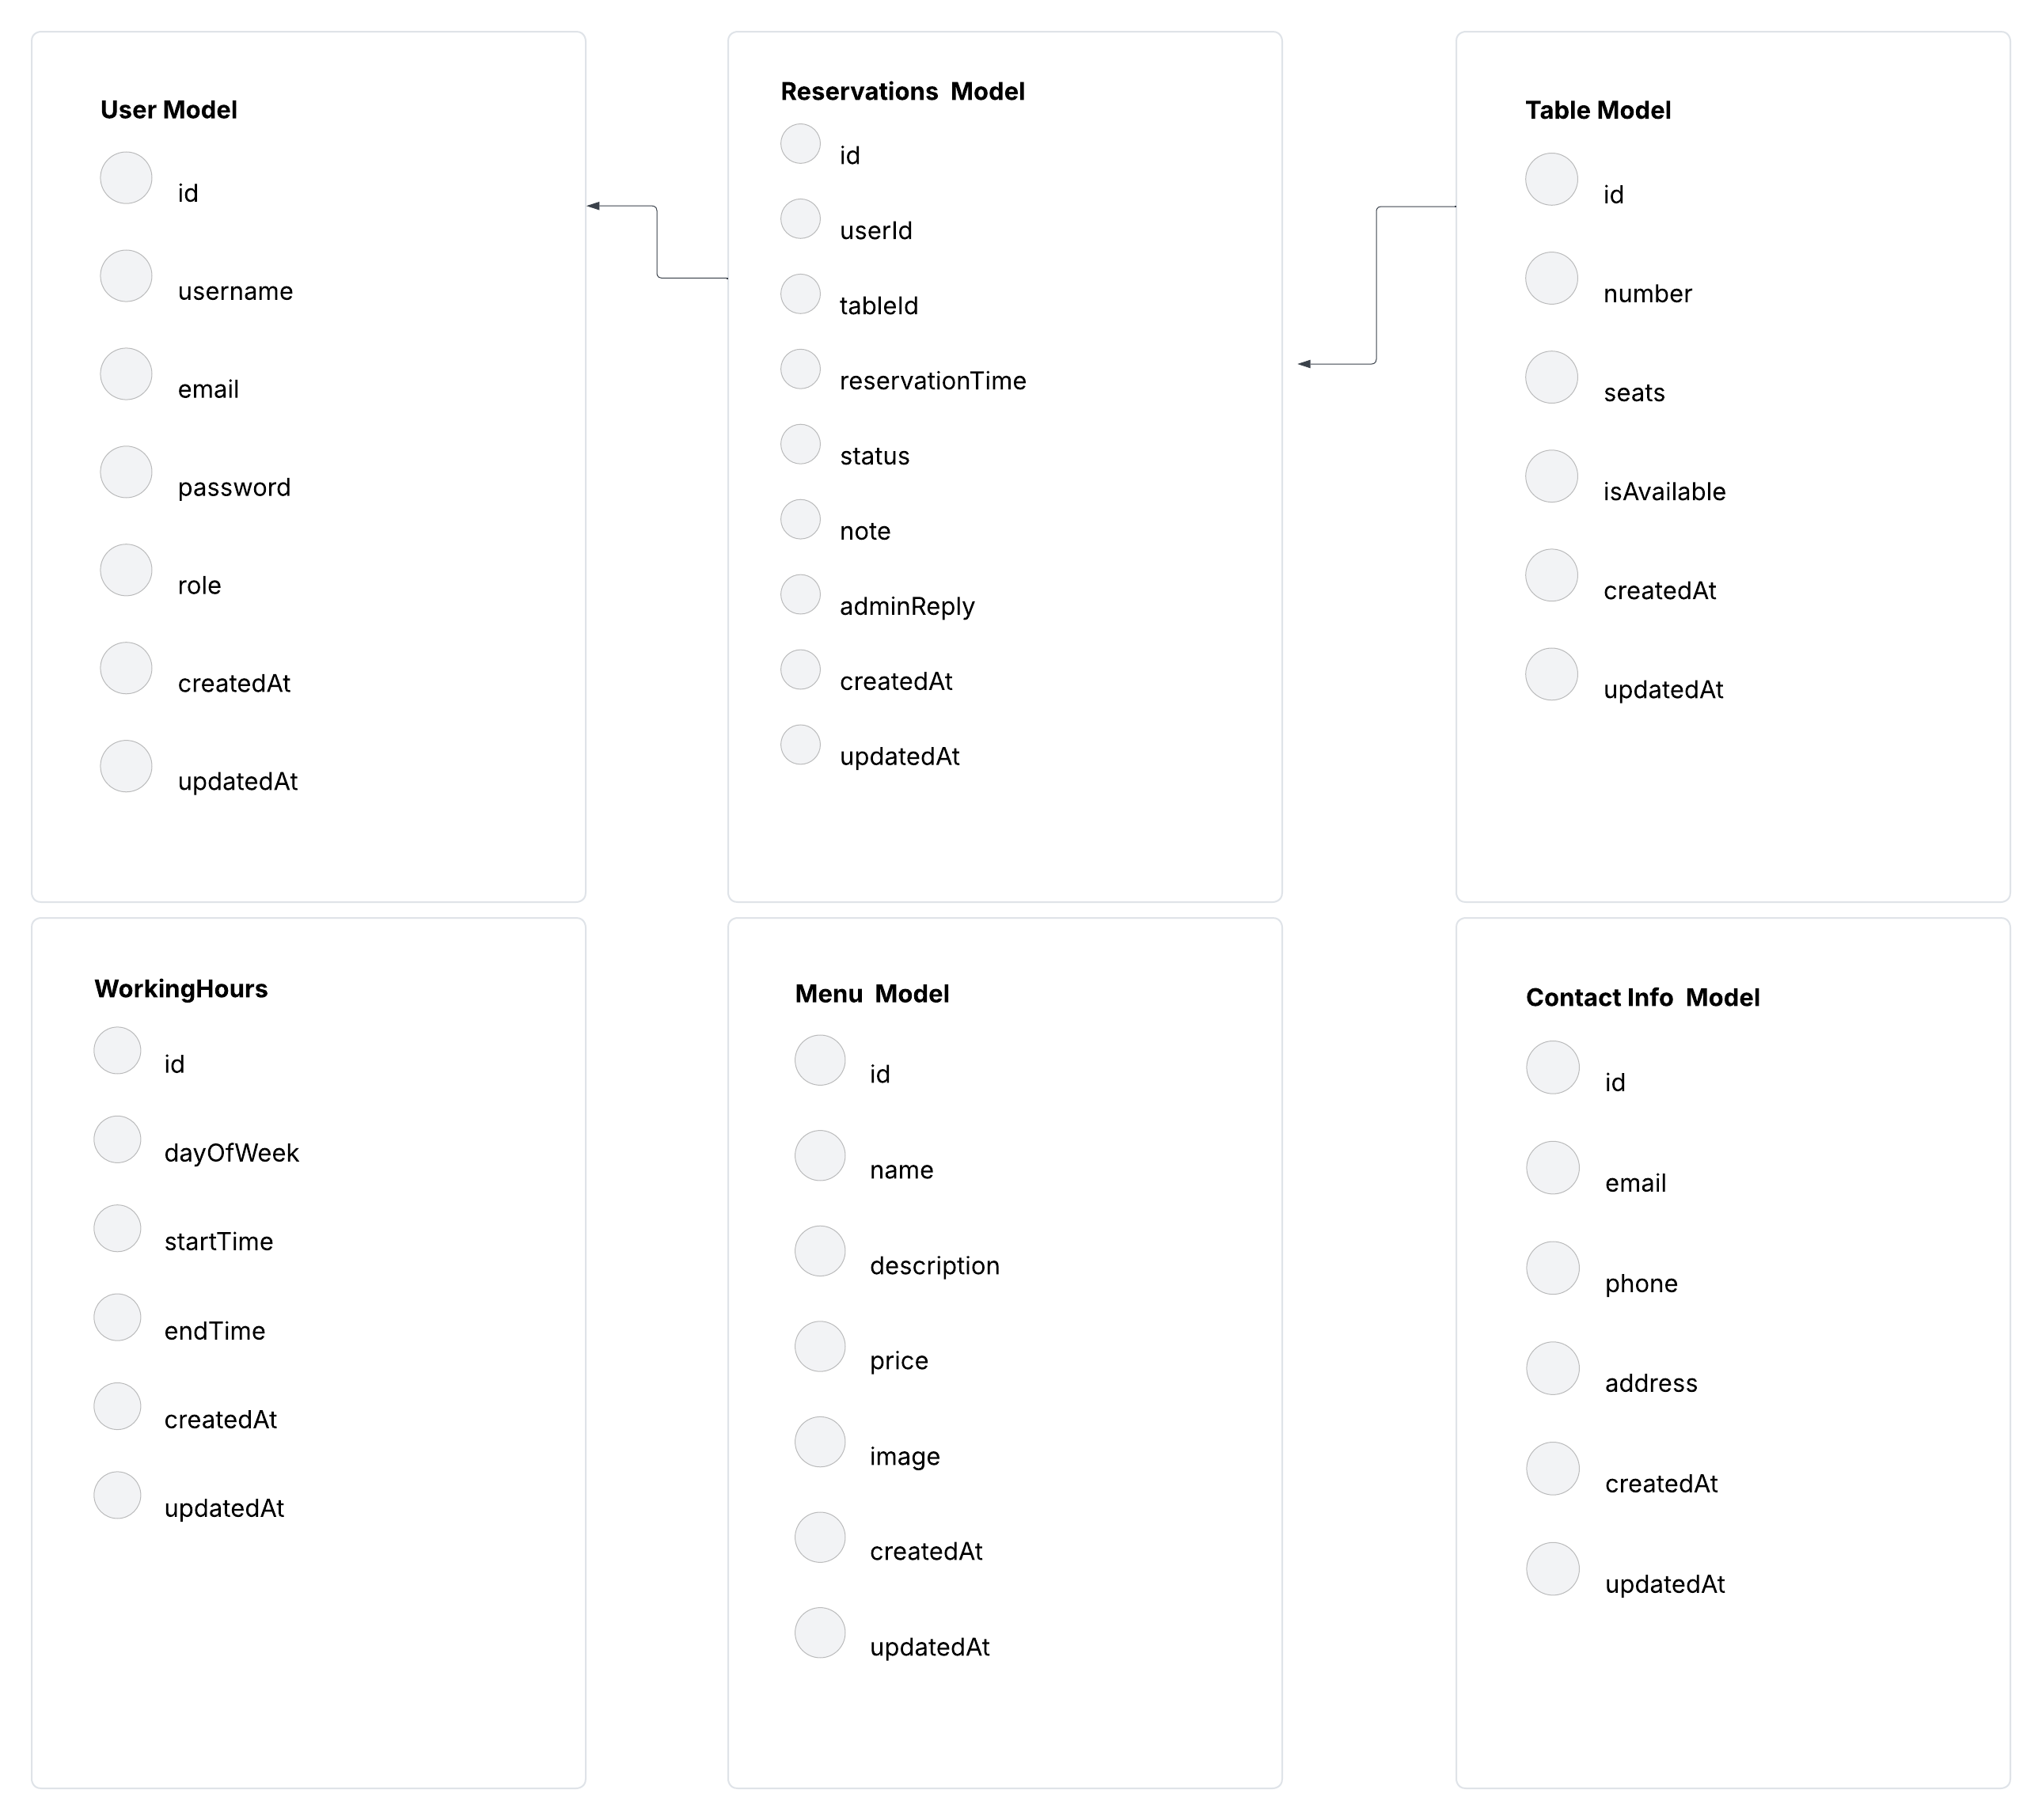 User Model
id
username
email
password
role
createdAt
updatedAt
Reservations  Model
id
userId
tableId
reservationTime
status
note
adminReply
createdAt
updatedAt
Table Model
id
number
seats
isAvailable
createdAt
updatedAt
WorkingHours
id
dayOfWeek
startTime
endTime
createdAt
updatedAt
Menu  Model
id
name
description
price
image
createdAt
updatedAt
Contact Info  Model
id
email
phone
address
createdAt
updatedAt